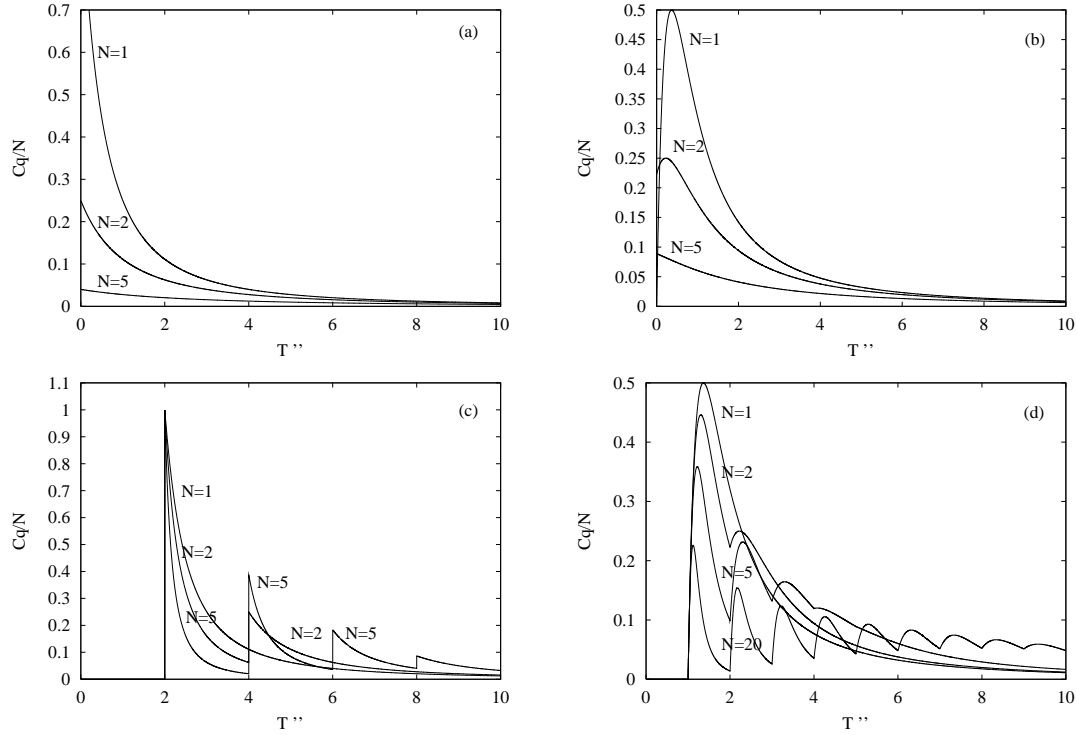 0.7
0.6
0.5
0.4
0.3
0.2
0.1
0
0 2 4 6 8 10
Cq/N
T ’’
(a)
N=1
N=2
N=5
0.5
0.45
0.4
0.35
0.3
0.25
0.2
0.15
0.1
0.05
0
0 2 4 6 8 10
Cq/N
T ’’
(b)
N=1
N=2
N=5
1.1
1
0.9
0.8
0.7
0.6
0.5
0.4
0.3
0.2
0.1
0
0 2 4 6 8 10
Cq/N
T ’’
(c)
N=1
N=2
N=5
N=5
N=2
N=5
0.5
0.4
0.3
0.2
0.1
0
0 2 4 6 8 10
Cq/N
T ’’
(d)
N=1
N=2
N=5
N=20